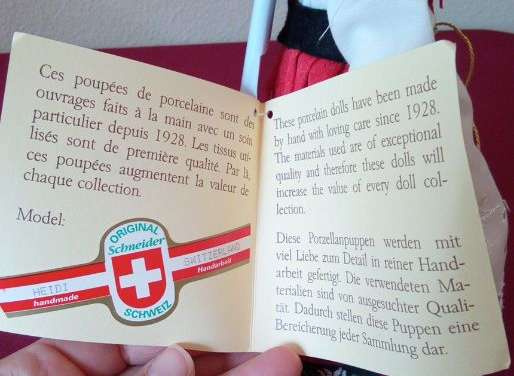 Ces poupées de porcelaine sont des
ouvrages faits à la main avec un soin
particulier depuis 1928. Les tissus uti-
lisés sont de première qualité. Par là,
ces poupées augmentent la valeur de
chaque collection.
Model:
ORIGINAL
Schneider
SCHWEIZ
HEIDI
handmade
SWITZERLAND
Handarbeit
These porcelain dolls have been made
by hand with loving care since 1928.
The materials used are of exceptional
quality and therefore these dolls will
increase the value of every doll col-
lection.
Diese Porzellanpuppen werden mit
viel Liebe zum Detail in reiner Hand-
arbeit gefertigt. Die verwendeten Ma-
terialien sind von ausgesuchter Quali-
tät. Dadurch stellen diese Puppen eine
Bereicherung jeder Sammlung dar.